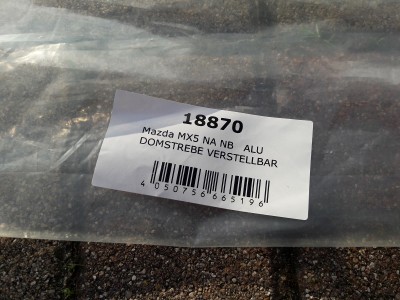 18870
Mazda MX5 NA NB ALU
DOMSTREBE VERSTELLBAR
4 050756 665196